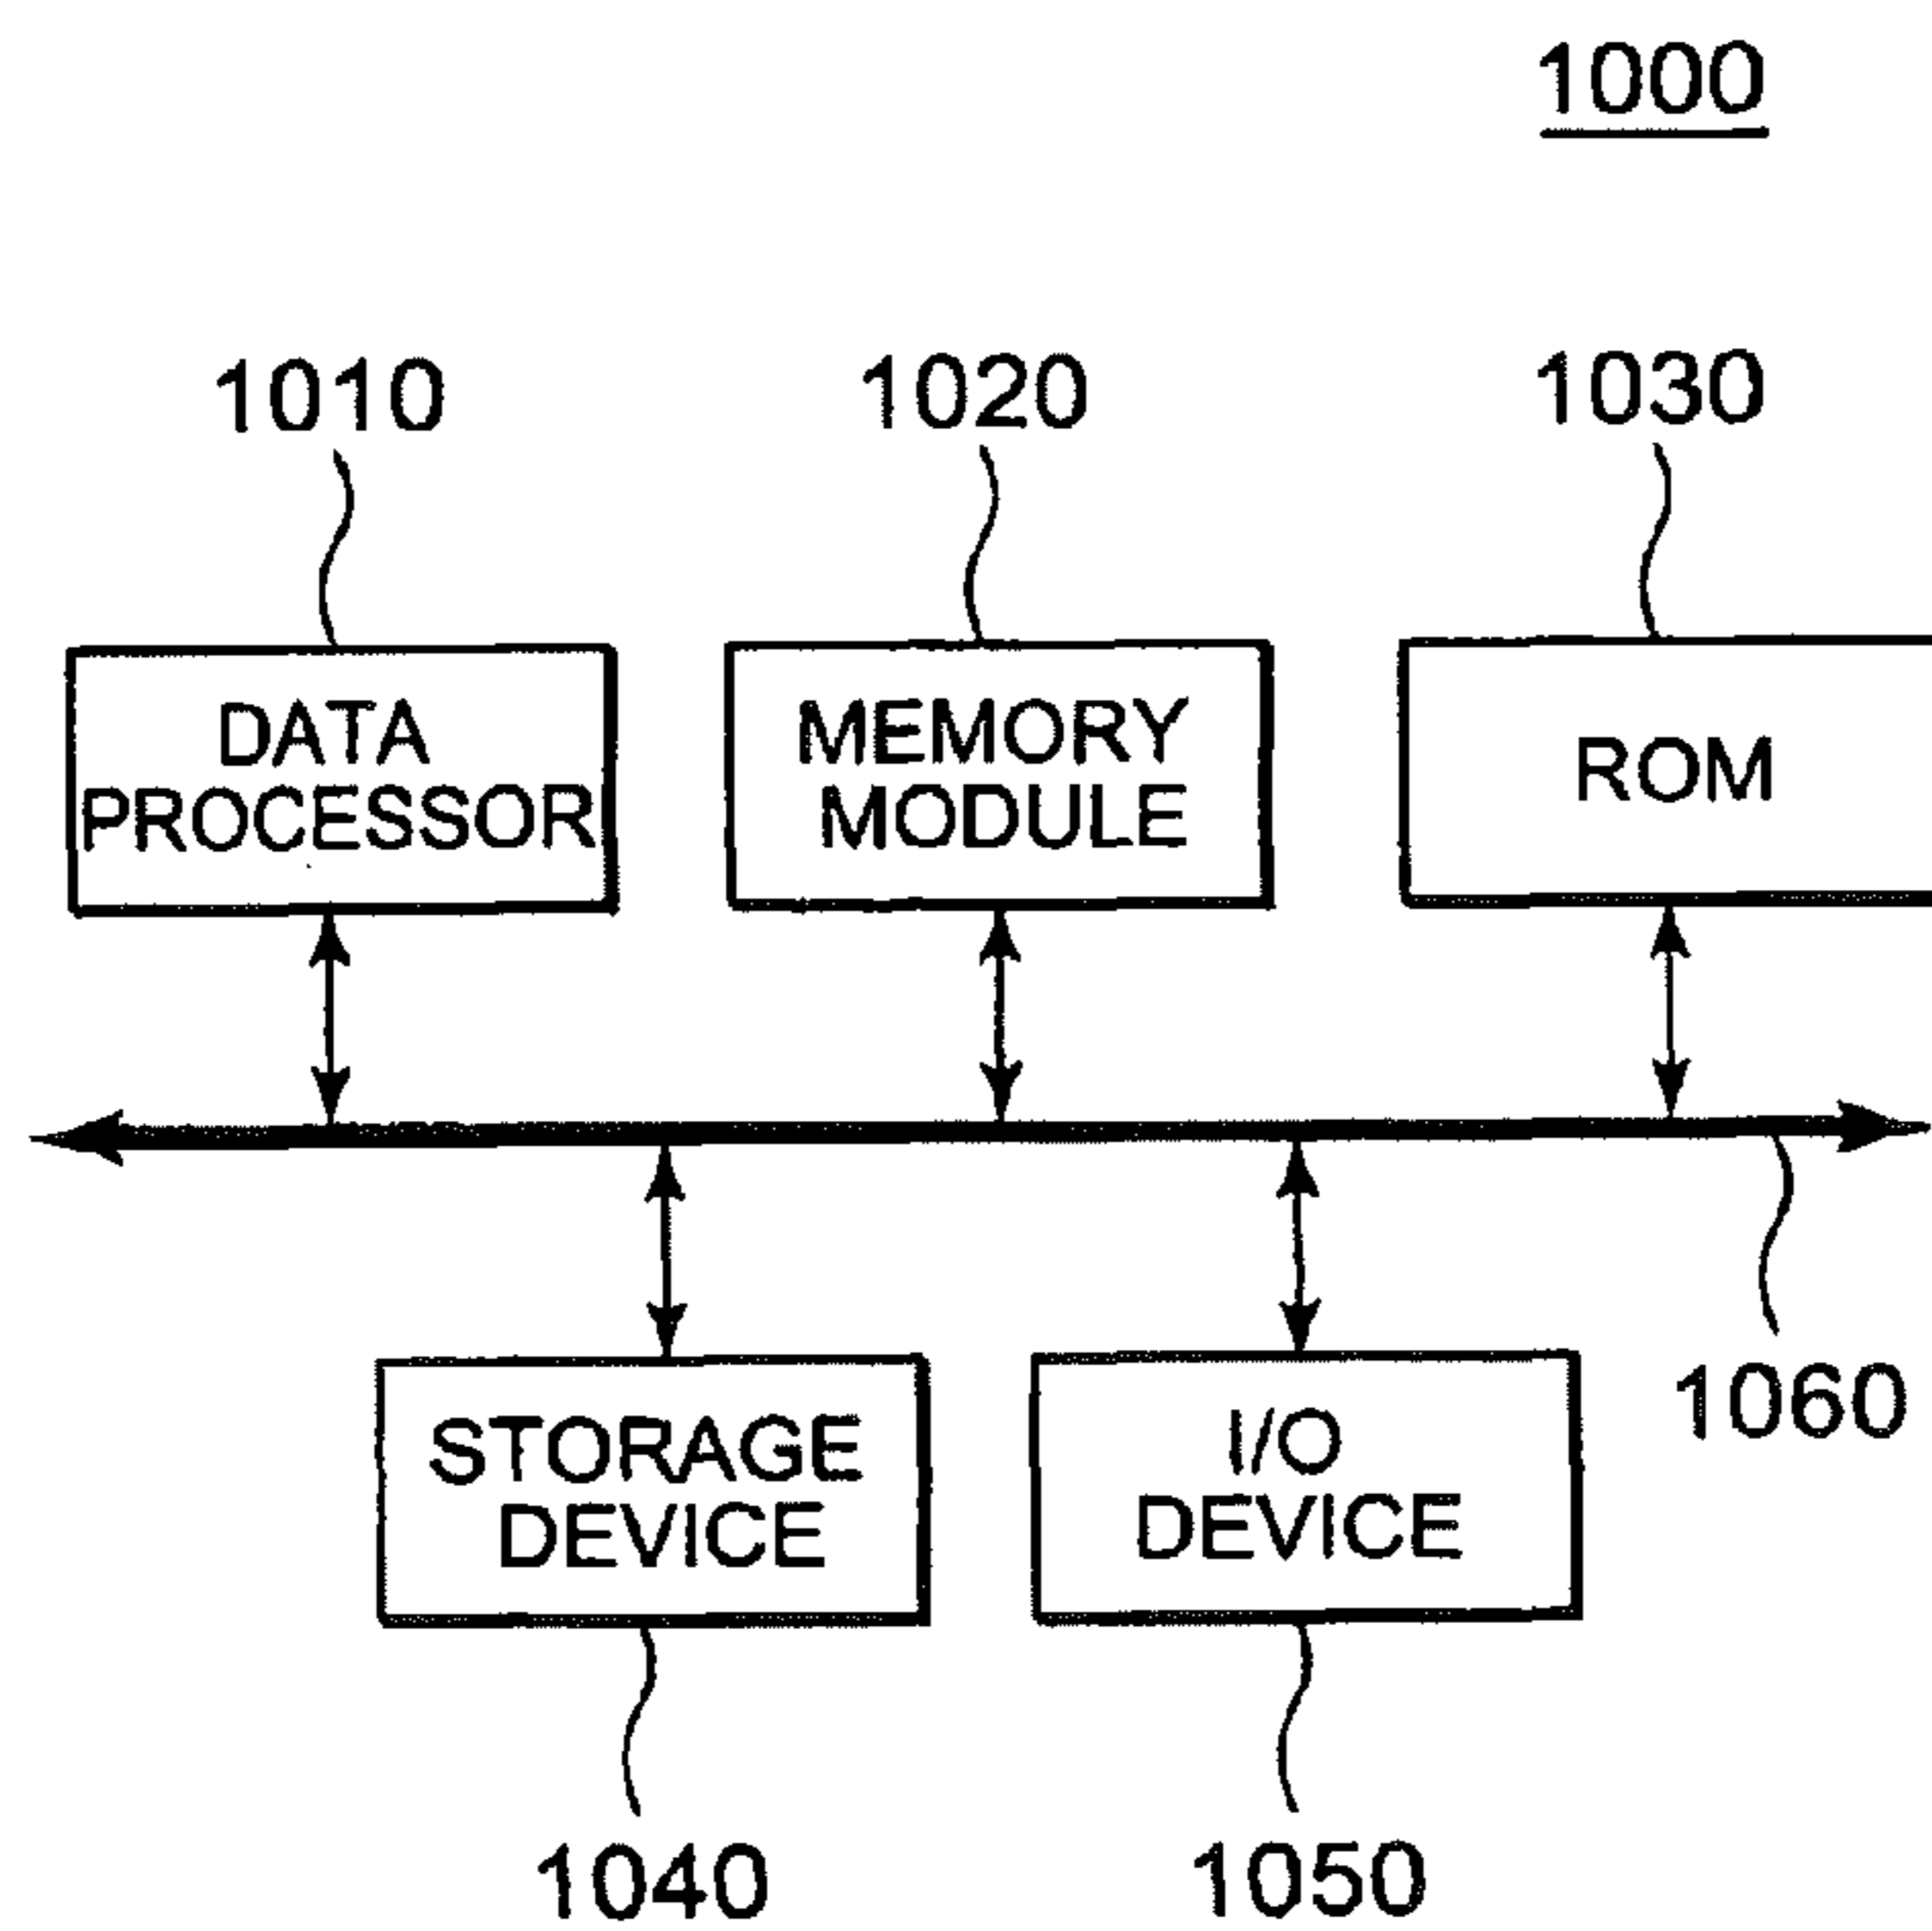 1000
1010
1020
1030
DATA
PROCESSOR
MEMORY
MODULE
ROM
STORAGE
DEVICE
I/O
DEVICE
1060
1040
1050